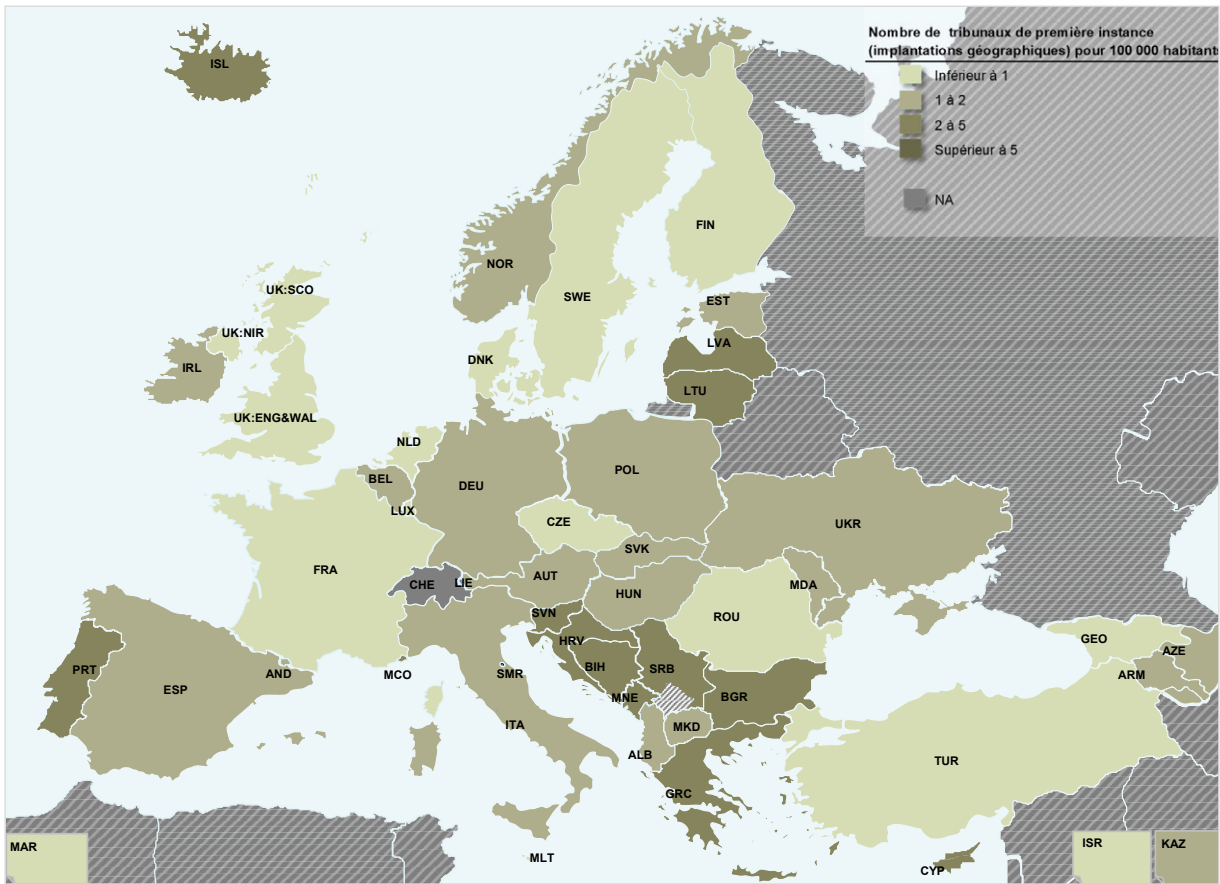 Nombre de tribunaux de première instance
(implantations géographiques) pour 100 000 habitants
Inférieur à 1
1 à 2
2 à 5
Supérieur à 5
NA
ISL
FIN
NOR
UK:SCO
SWE
EST
UK:NIR
LVA
IRL
DNK
LTU
UK:ENG&WAL
NLD
POL
BEL
DEU
LUX
CZE
UKR
SVK
FRA
AUT
CHE
LIE
MDA
HUN
SVN
ROU
HRV
GEO
AZE
BIH
SRB
PRT
AND
MCO
SMR
ARM
ESP
MNE
BGR
ITA
MKD
ALB
TUR
GRC
MAR
ISR
KAZ
MLT
CYP